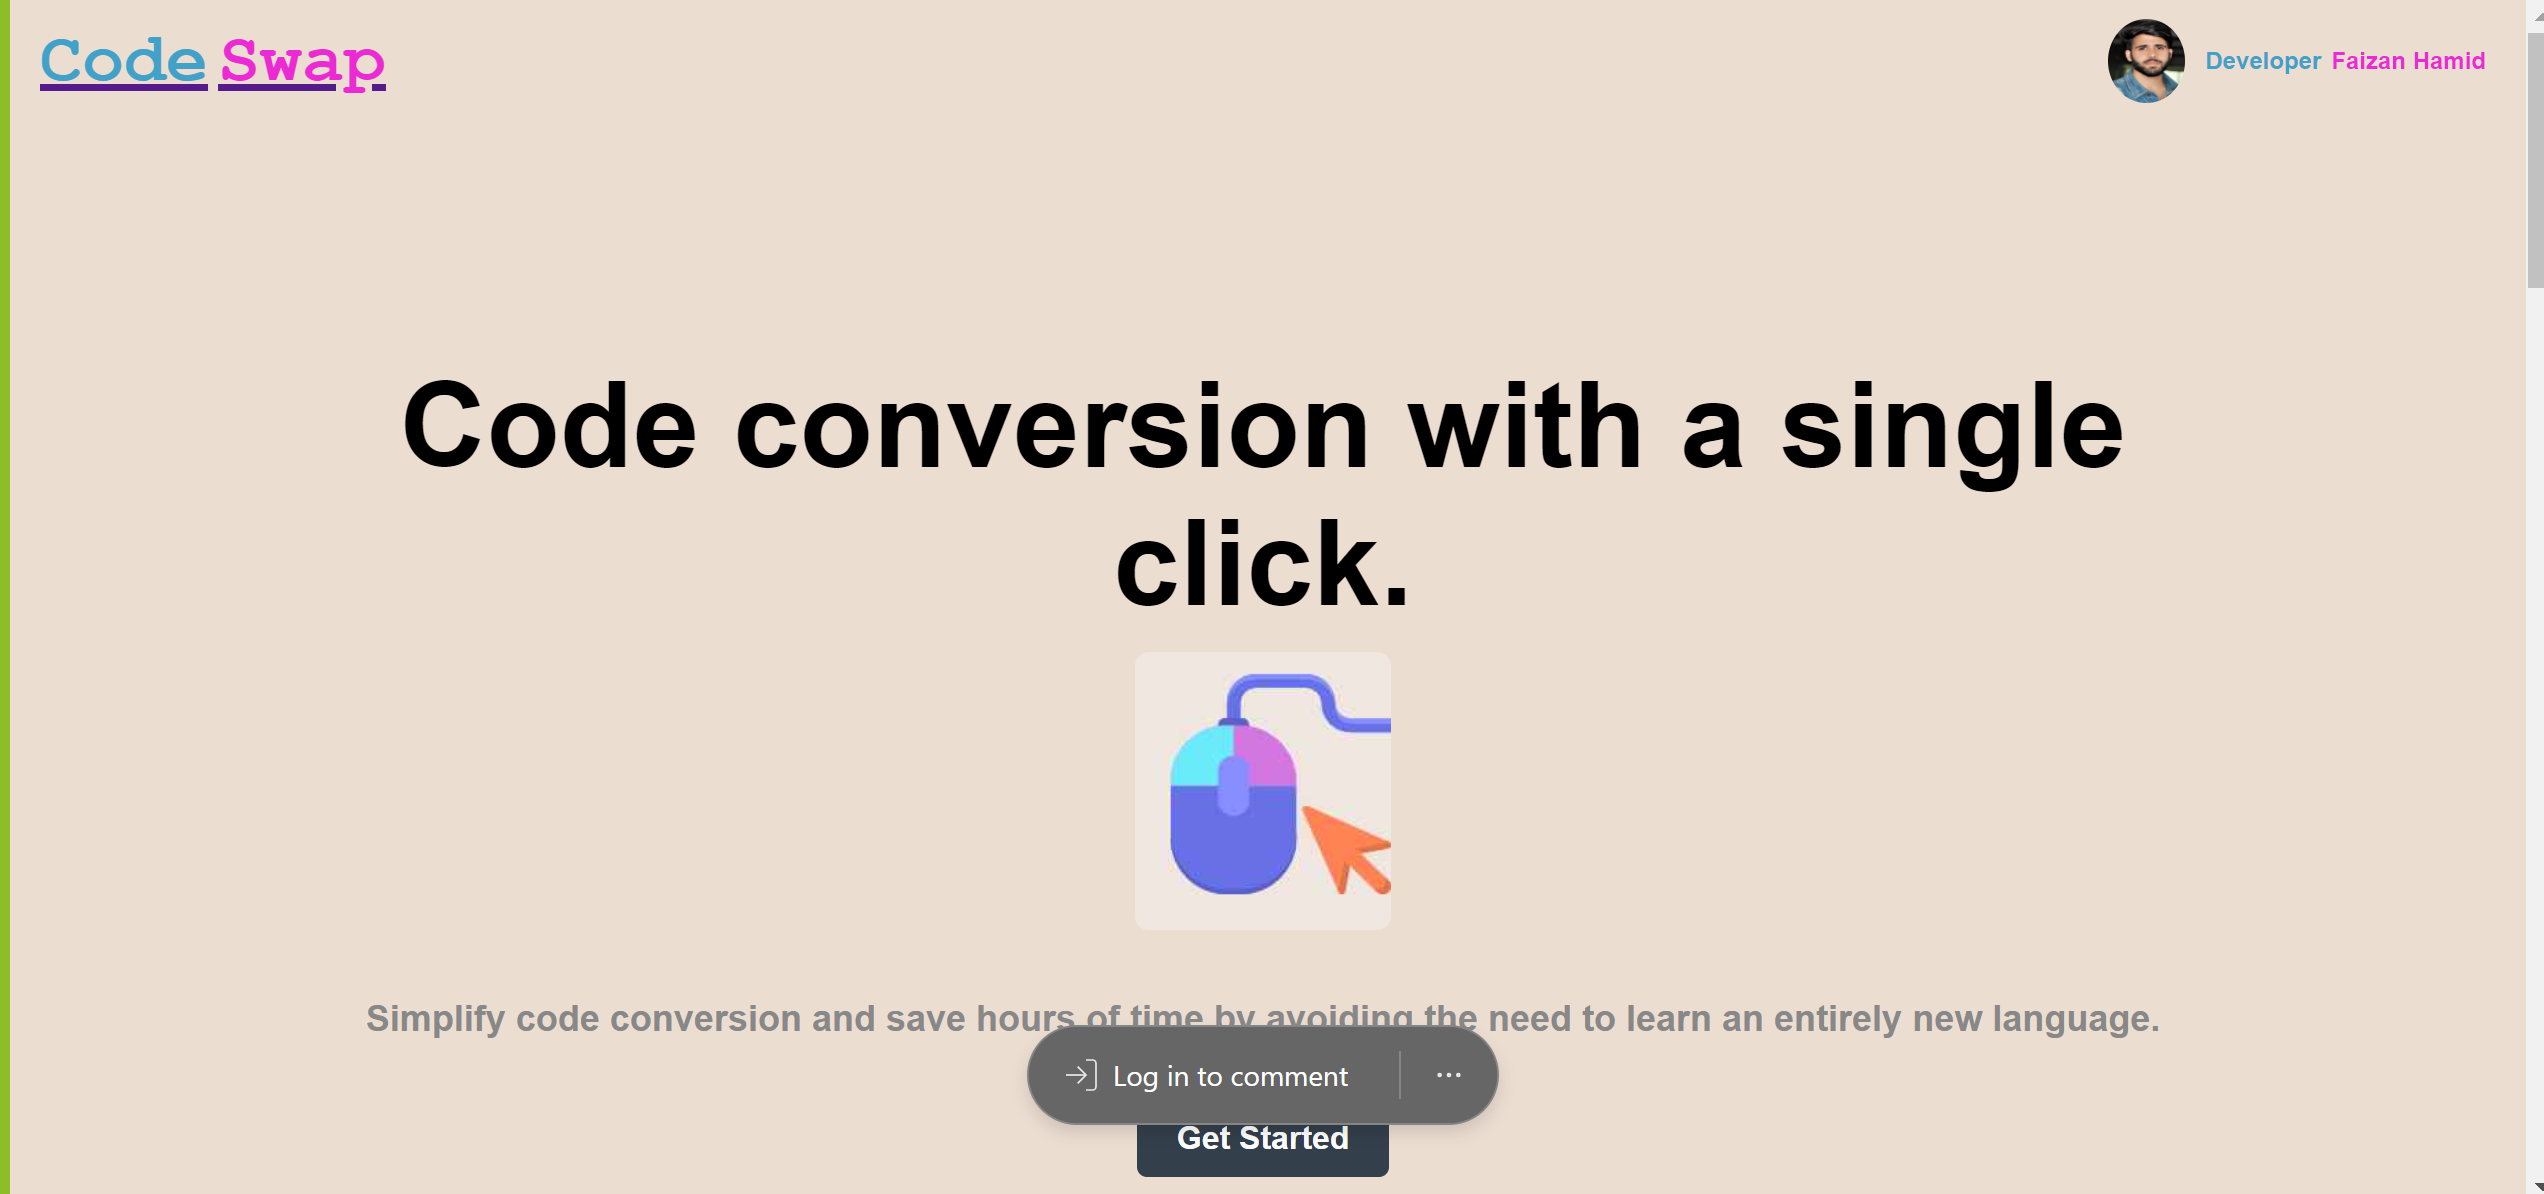 Code Swap
Developer Faizan Hamid
Code conversion with a single
click.
Simplify code conversion and save hours of time by avoiding the need to learn an entirely new language.
Log in to comment
Get Started